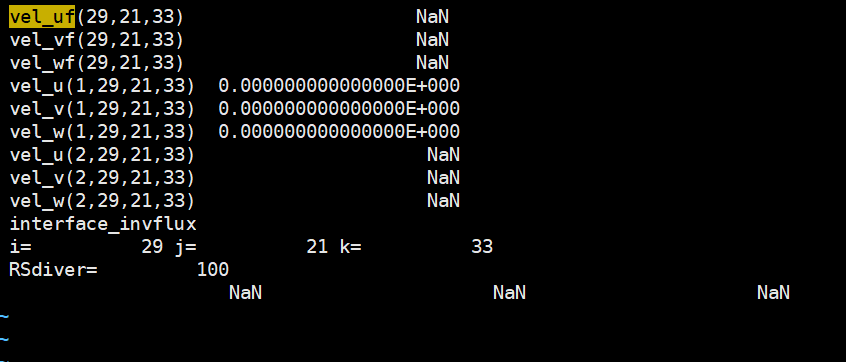 vel_uf(29,21,33) NaN
vel_vf(29,21,33) NaN
vel_wf(29,21,33) NaN
vel_u(1,29,21,33) 0.000000000000000E+000
vel_v(1,29,21,33) 0.000000000000000E+000
vel_w(1,29,21,33) 0.000000000000000E+000
vel_u(2,29,21,33) NaN
vel_v(2,29,21,33) NaN
vel_w(2,29,21,33) NaN
interface_invflux
i= 29 j= 21 k= 33
RSdiver= 100
NaN NaN NaN
~
~
~